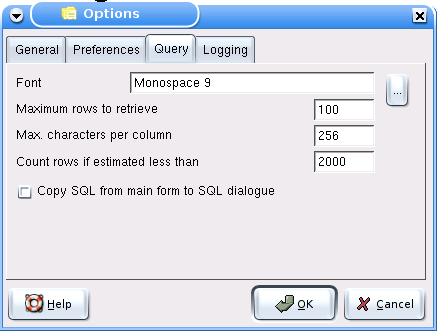 Options
General Preferences Query Logging
Font Monospace 9 ...
Maximum rows to retrieve 100
Max. characters per column 256
Count rows if estimated less than 2000
Copy SQL from main form to SQL dialogue
Help OK Cancel